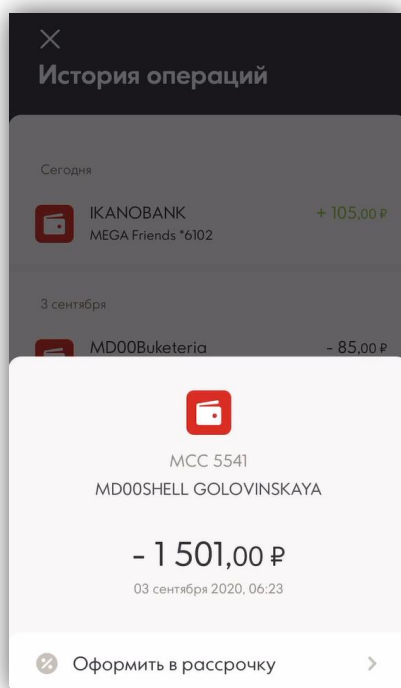 История операций
Сегодня
IKANOBANK + 105,00 ₽
MEGA Friends *6102
3 сентября
MD00Buketeria - 85,00 ₽
MCC 5541
MD00SHELL GOLOVINSKAYA
- 1 501,00 ₽
03 сентября 2020, 06:23
Оформить в рассрочку